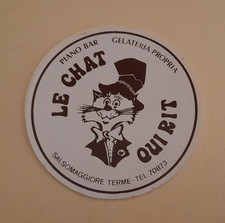 PIANO BAR GELATERIA PROPRIA
LE CHAT
QUI RIT
SALSOMAGGIORE TERME - TEL 70873